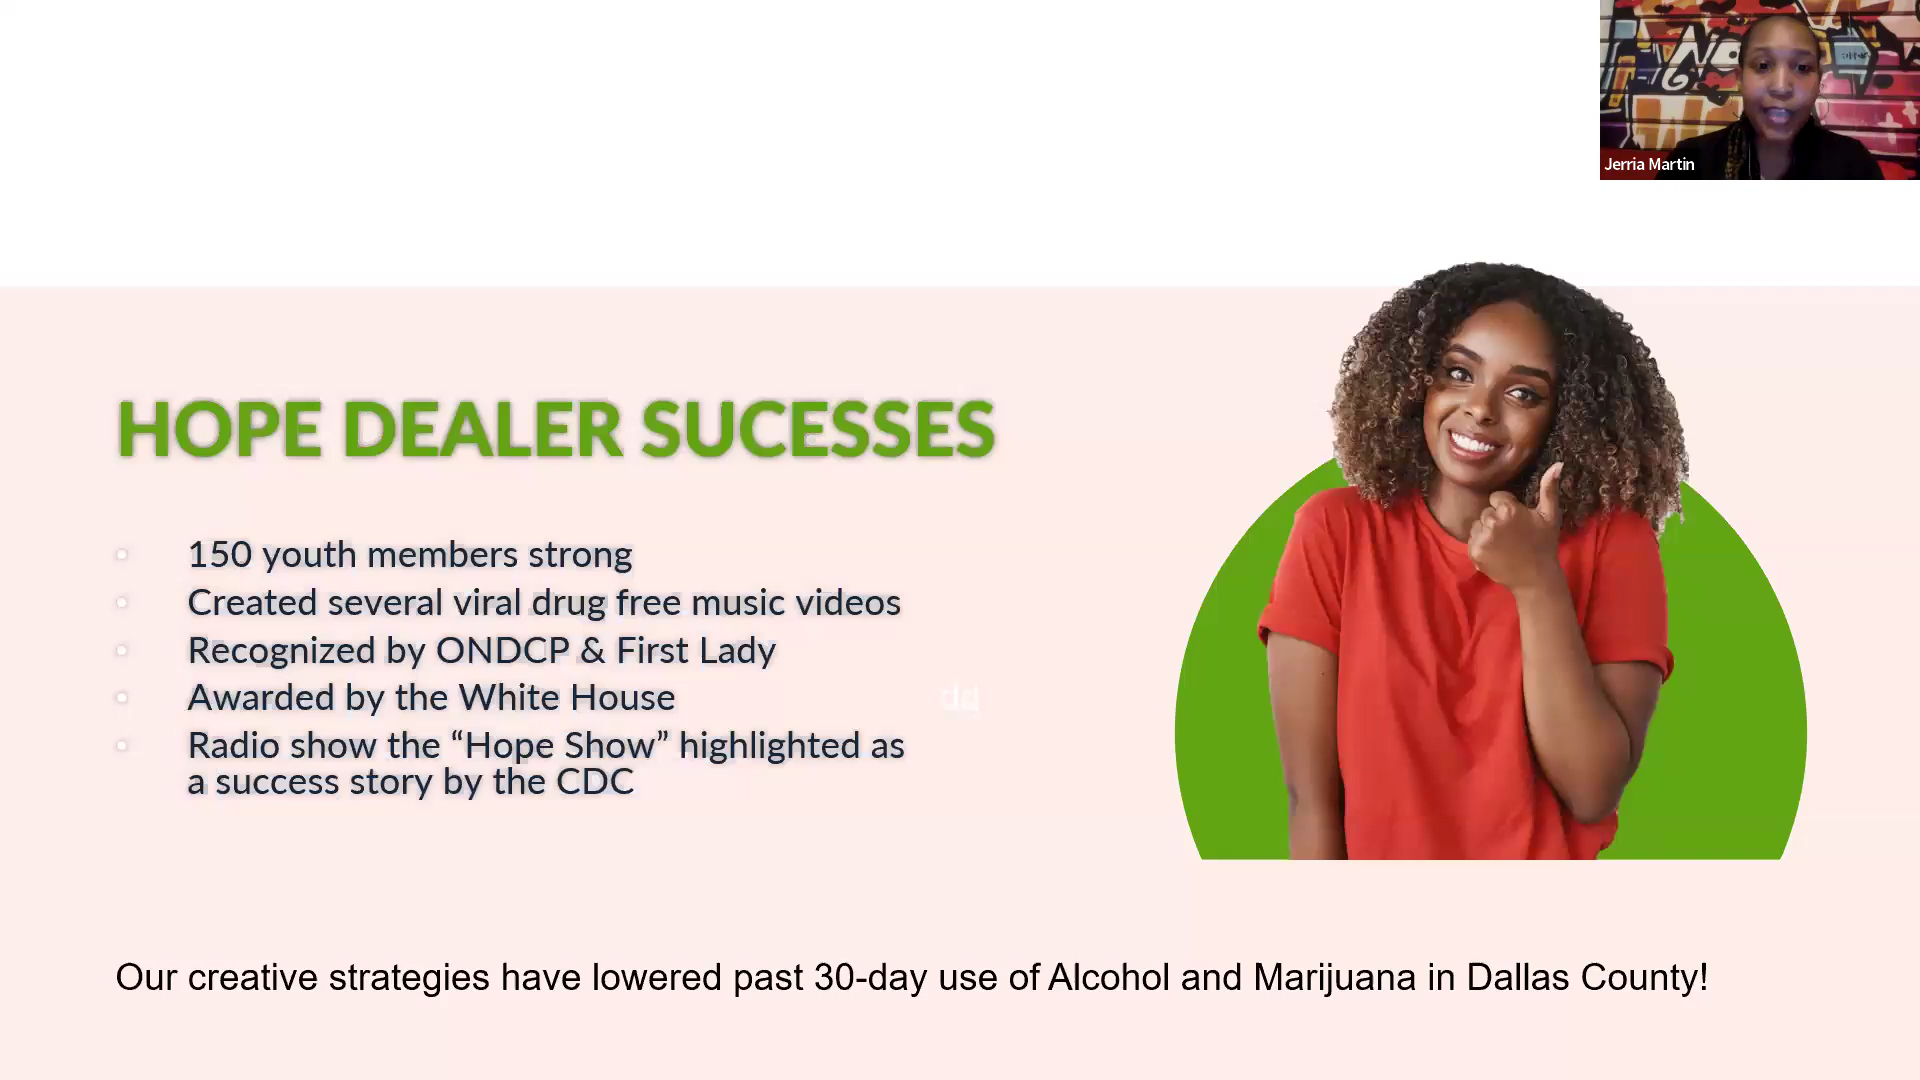 Jerria Martin
HOPE DEALER SUCESSES
150 youth members strong
Created several viral drug free music videos
Recognized by ONDCP & First Lady
Awarded by the White House
dd
Radio show the “Hope Show” highlighted as
a success story by the CDC
Our creative strategies have lowered past 30-day use of Alcohol and Marijuana in Dallas County!